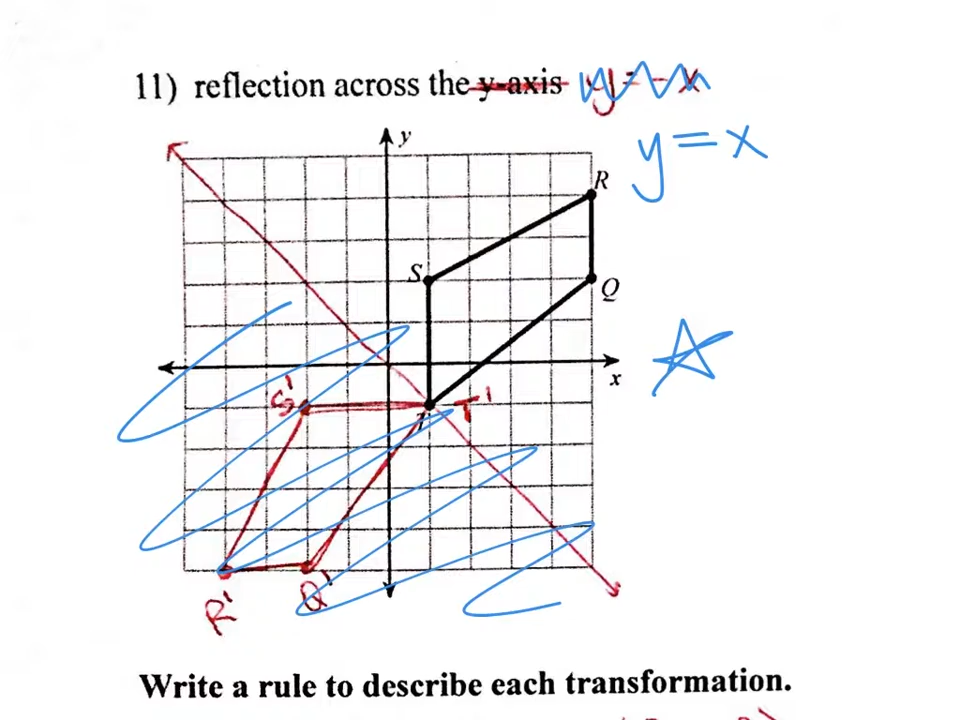 11) reflection across the y-axis y = -x
y = x
y
R
S
Q
x
S'
T'
R'
Q'
Write a rule to describe each transformation.